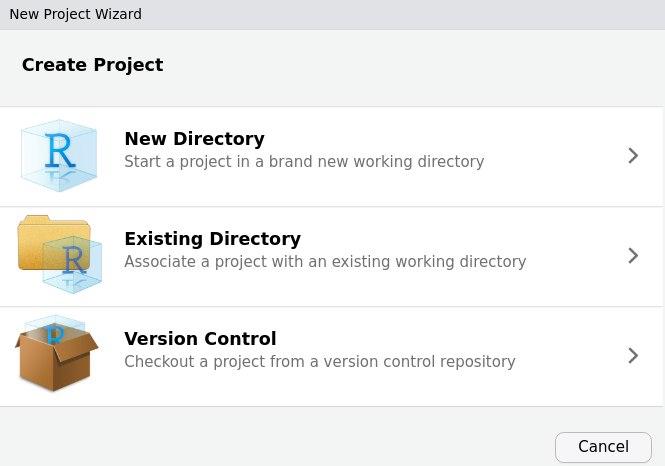 New Project Wizard
Create Project
R
New Directory
Start a project in a brand new working directory
R
Existing Directory
Associate a project with an existing working directory
R
Version Control
Checkout a project from a version control repository
Cancel